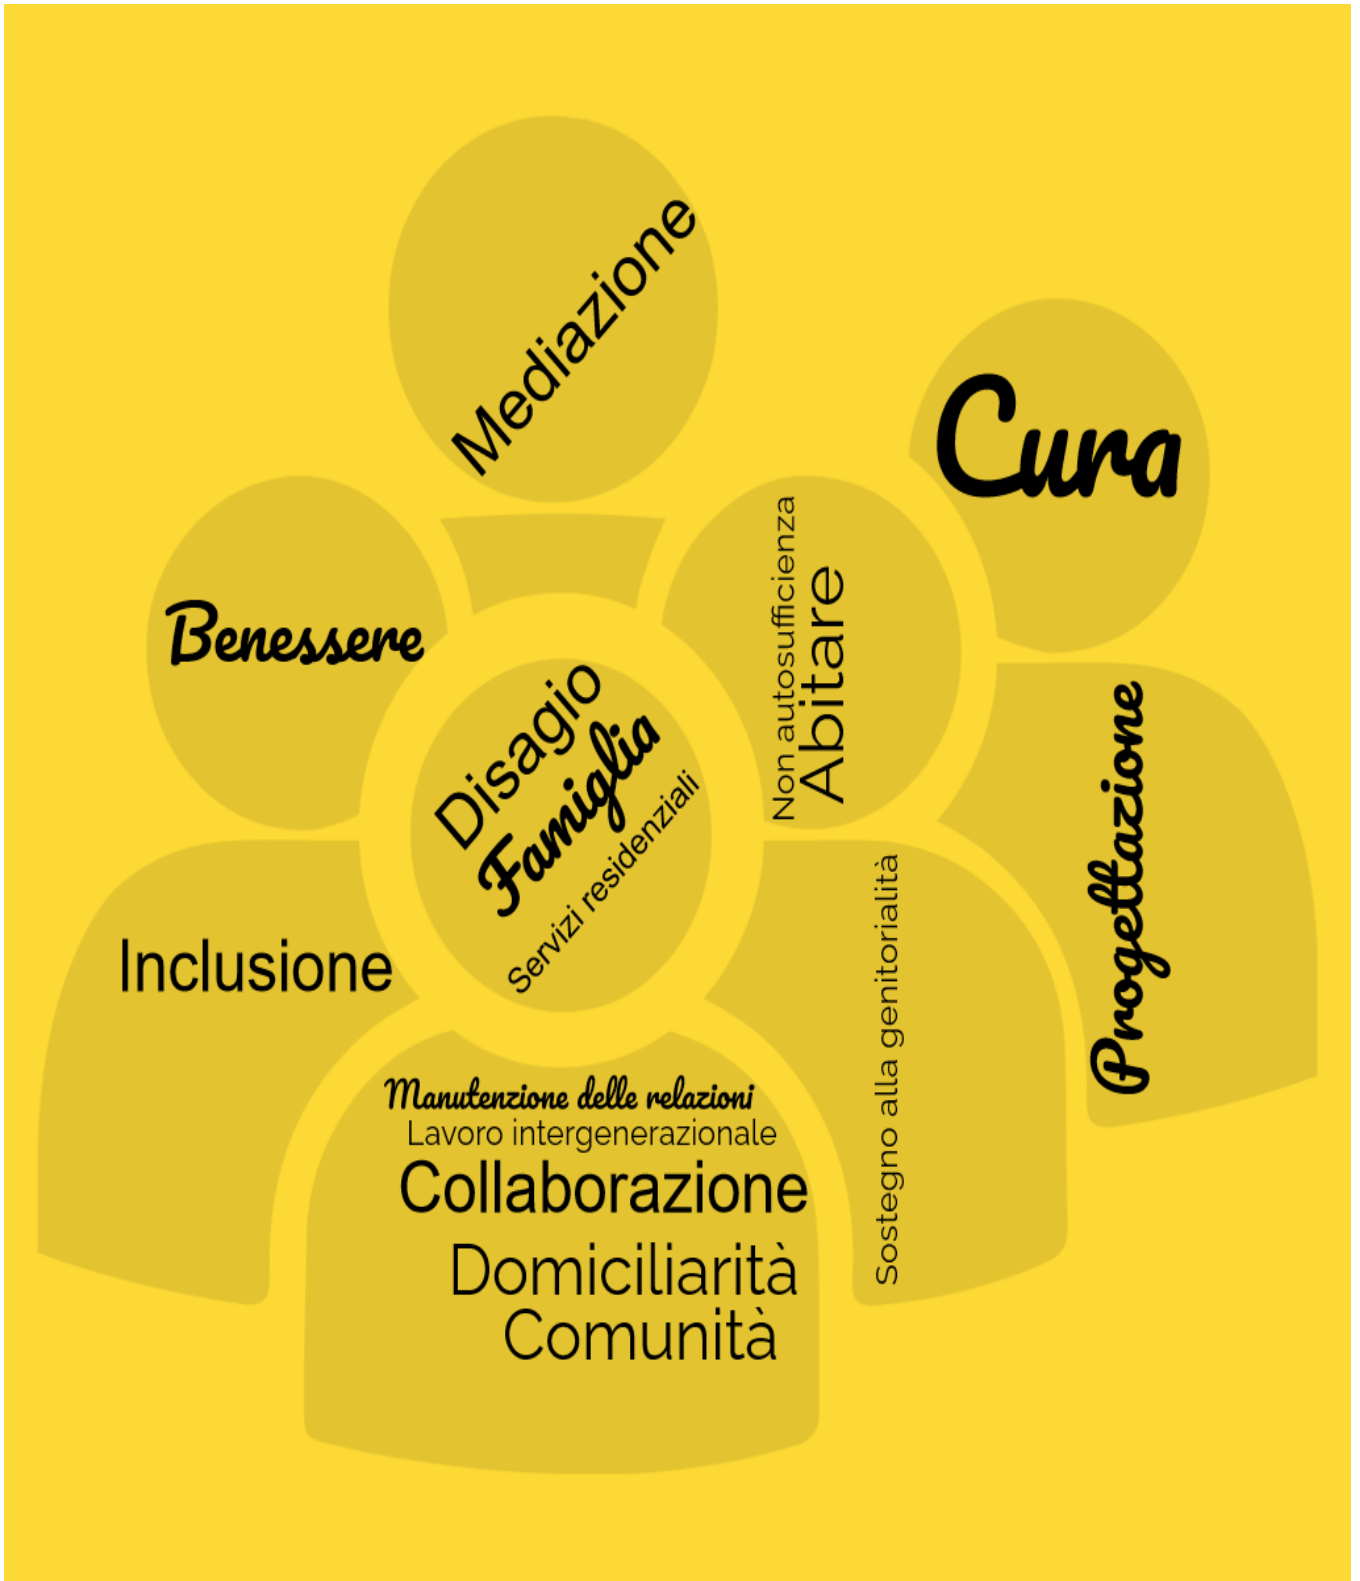 Mediazione
Cura
Benessere
Non autosufficienza
Abitare
Disagio
Famiglia
Servizi residenziali
Progettazione
Inclusione
Sostegno alla genitorialità
Manutenzione delle relazioni
Lavoro intergenerazionale
Collaborazione
Domiciliarità
Comunità